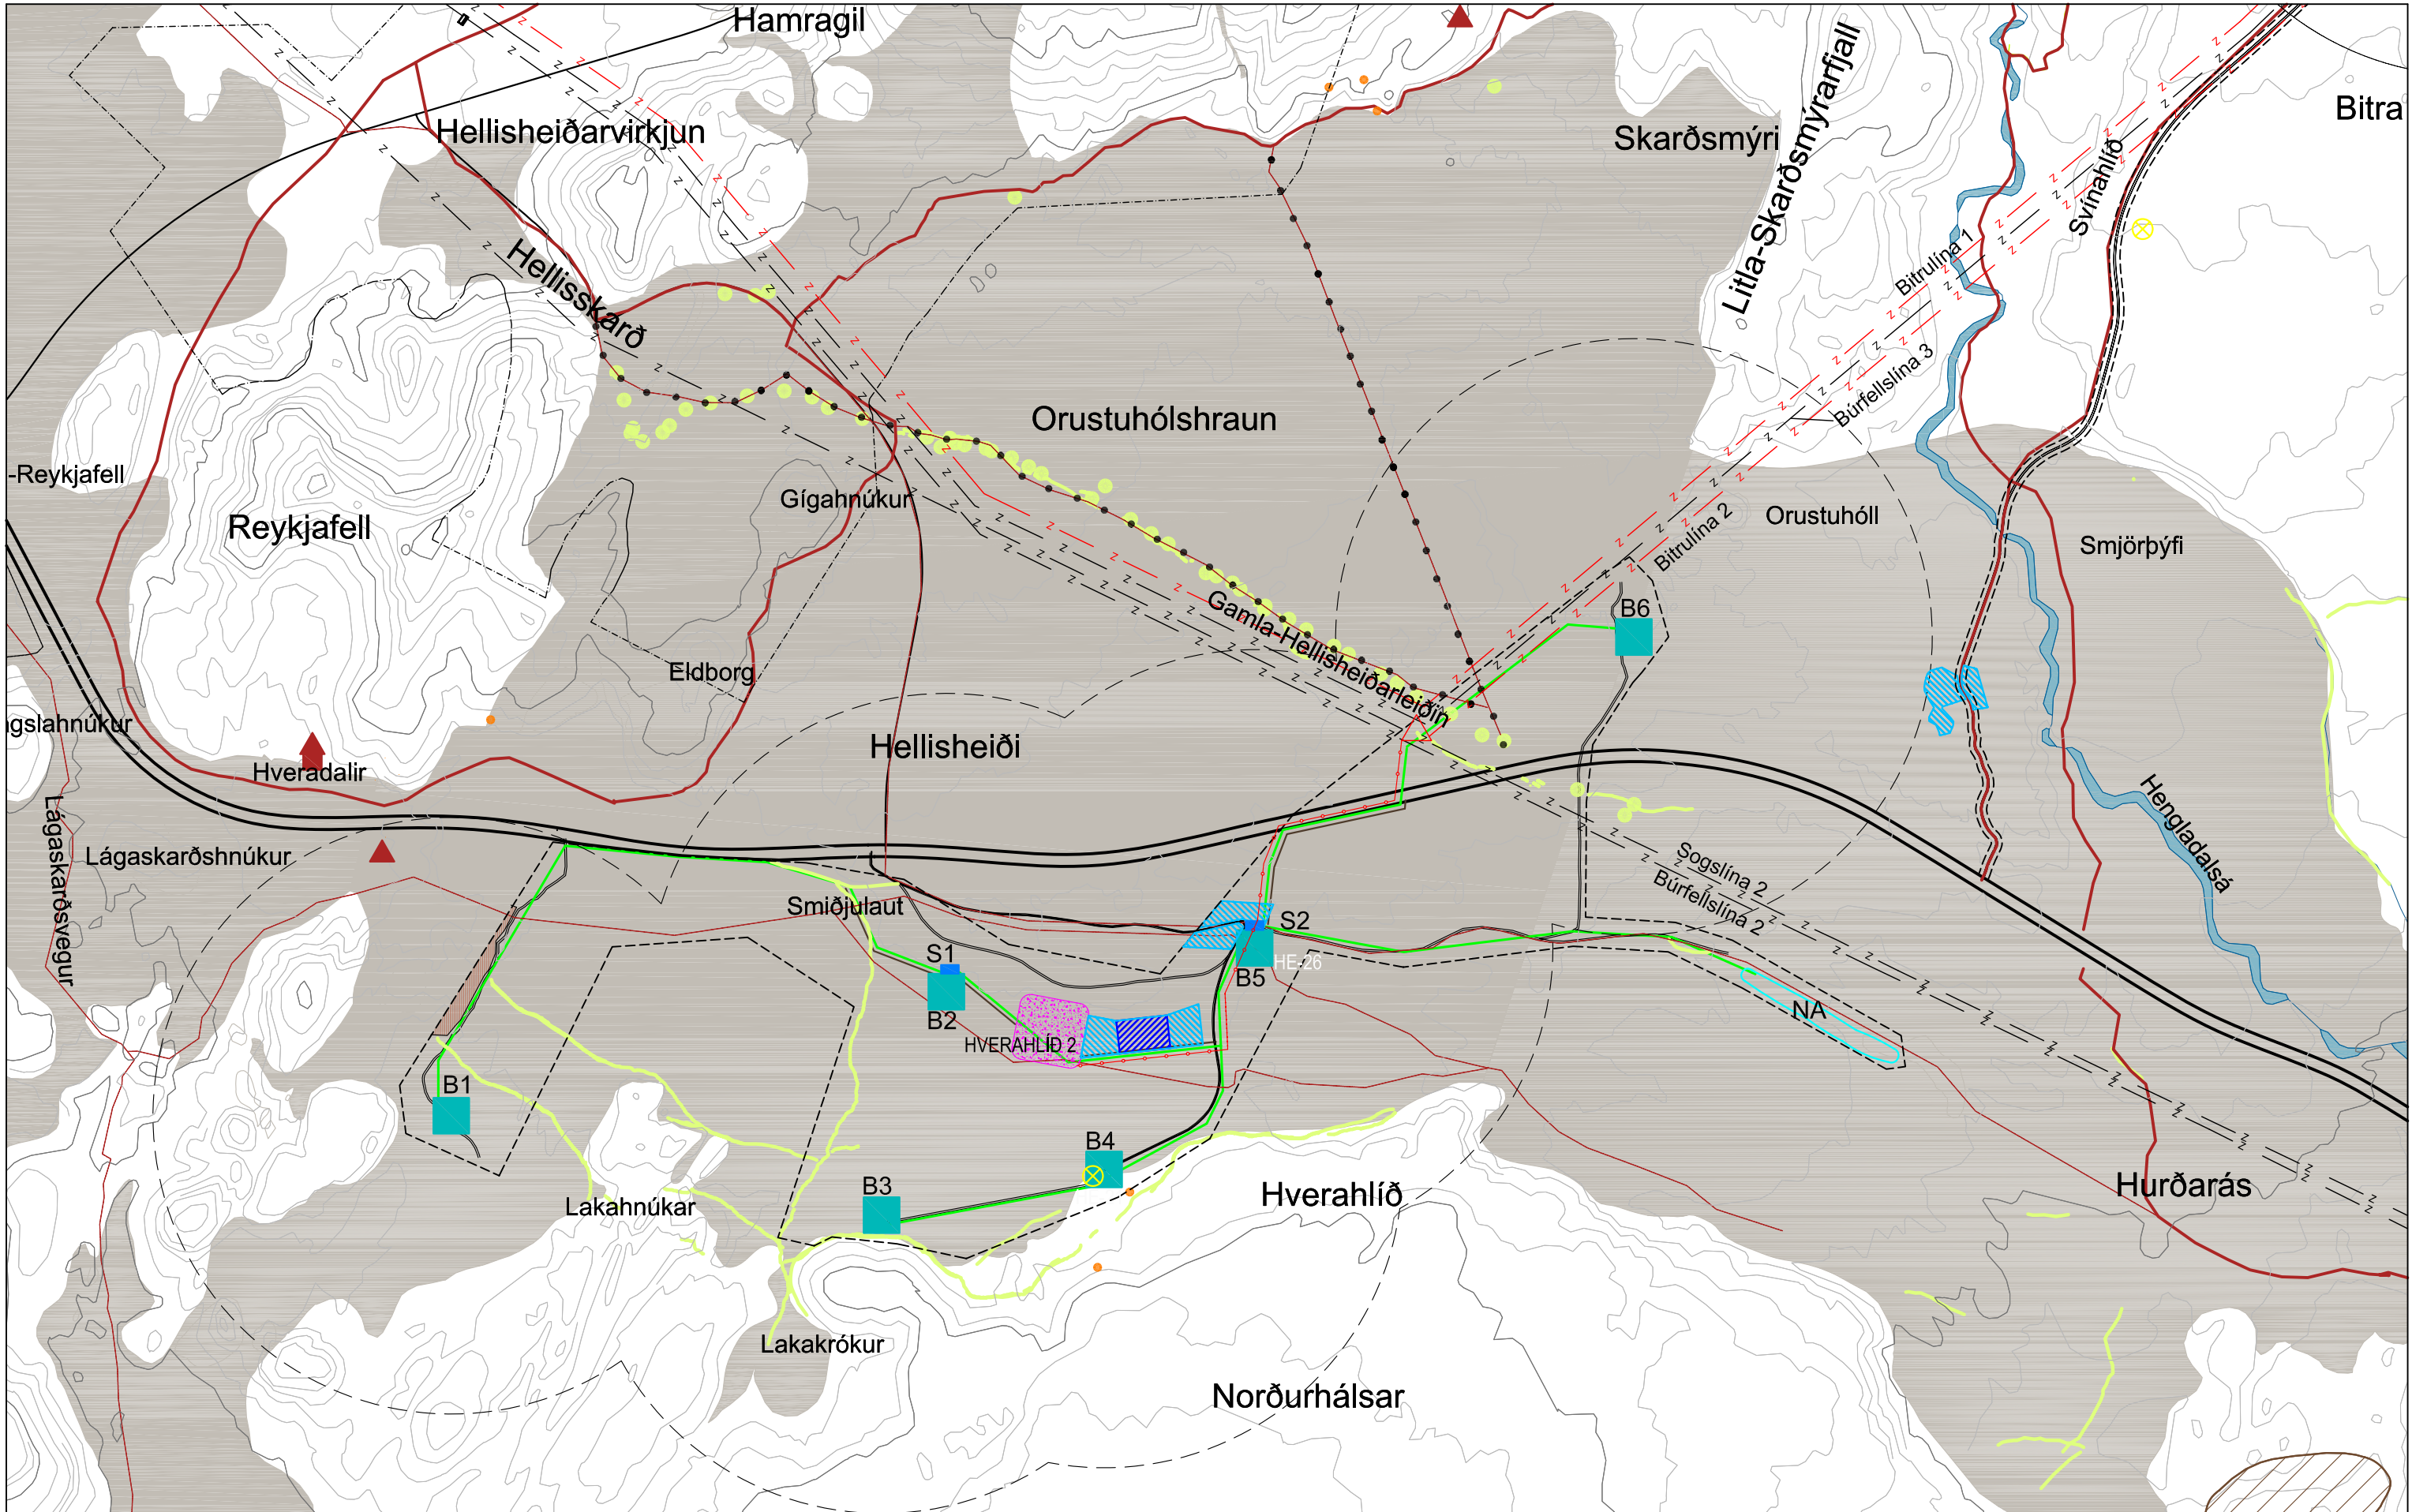 Hamragil
Bitra
Hellisheiðarvirkjun
Skarðsmýri
Litla-Skarðsmýrarfjall
Svínahlíð
Hellisskarð
Bitrulína 1
Búrfellslína 3
Orustuhólshraun
-Reykjafell
Gígahnúkur
Reykjafell
Orustuhóll
Bitrulína 2
Smjörþýfi
B6
Gamla-Hellisheiðarleiðin
Eldborg
gslahnúkur
Hellisheiði
Hveradalir
Hengladalsá
Lágaskarðshnúkur
Lágaskarðsvegur
Sogslína 2
Búrfellslína 2
Smiðjulaut
S2
S1
HE-26
B5
NA
B2
HVERAHLÍÐ 2
B1
B4
Hurðarás
B3
Hverahlíð
Lakahnúkar
Lakakrókur
Norðurhálsar